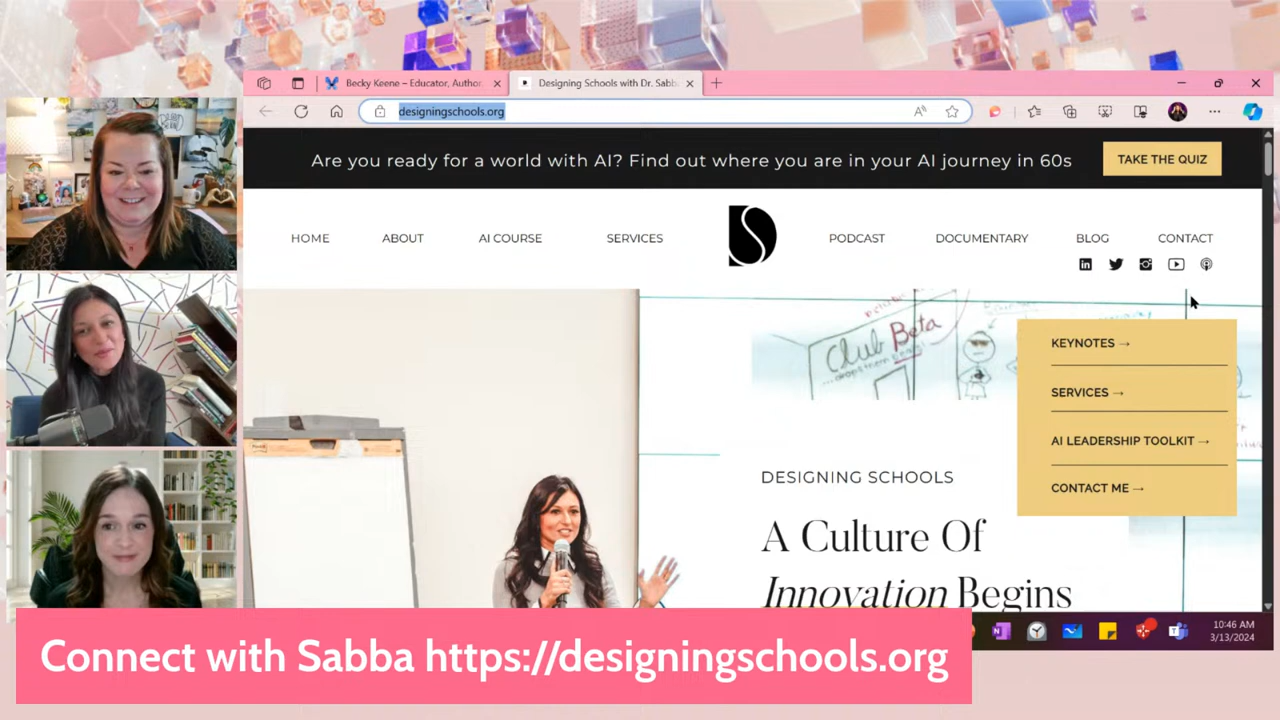 Becky Keene – Educator, Author,
Designing Schools with Dr. Sabb
designingschools.org
Are you ready for a world with AI? Find out where you are in your AI journey in 60s
TAKE THE QUIZ
HOME
ABOUT
AI COURSE
SERVICES
PODCAST
DOCUMENTARY
BLOG
CONTACT
Club Beta
KEYNOTES →
SERVICES →
AI LEADERSHIP TOOLKIT →
CONTACT ME →
DESIGNING SCHOOLS
A Culture Of
Innovation Begins
10:46 AM
3/13/2024
Connect with Sabba https://designingschools.org